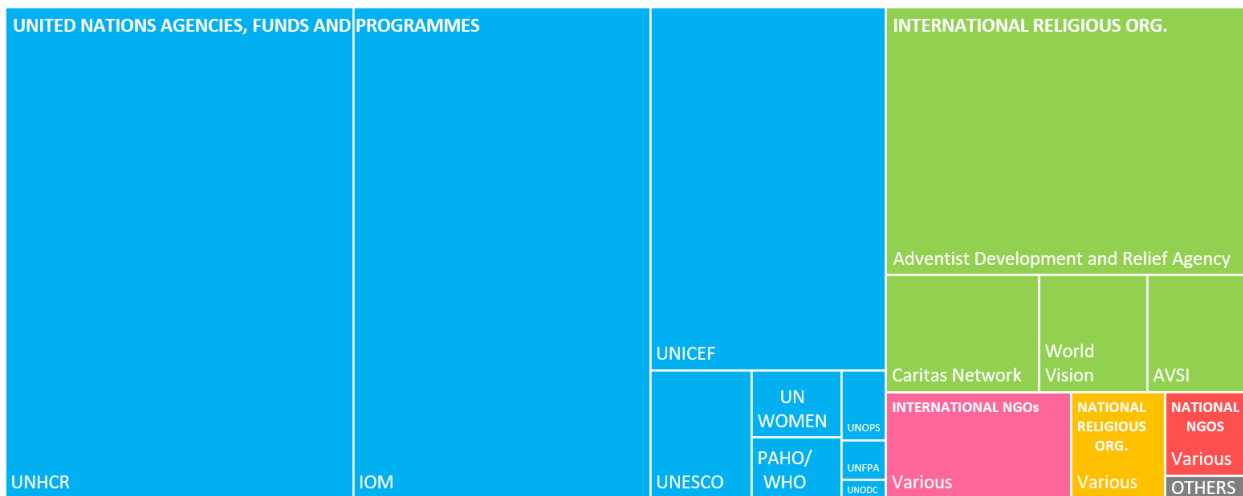 UNITED NATIONS AGENCIES, FUNDS AND PROGRAMMES
UNHCR
IOM
UNICEF
UNESCO
UN
WOMEN
PAHO/
WHO
UNOPS
UNFPA
UNODC
INTERNATIONAL RELIGIOUS ORG.
Adventist Development and Relief Agency
Caritas Network
World
Vision
AVSI
INTERNATIONAL NGOs
Various
NATIONAL
RELIGIOUS
ORG.
Various
NATIONAL
NGOS
Various
OTHERS